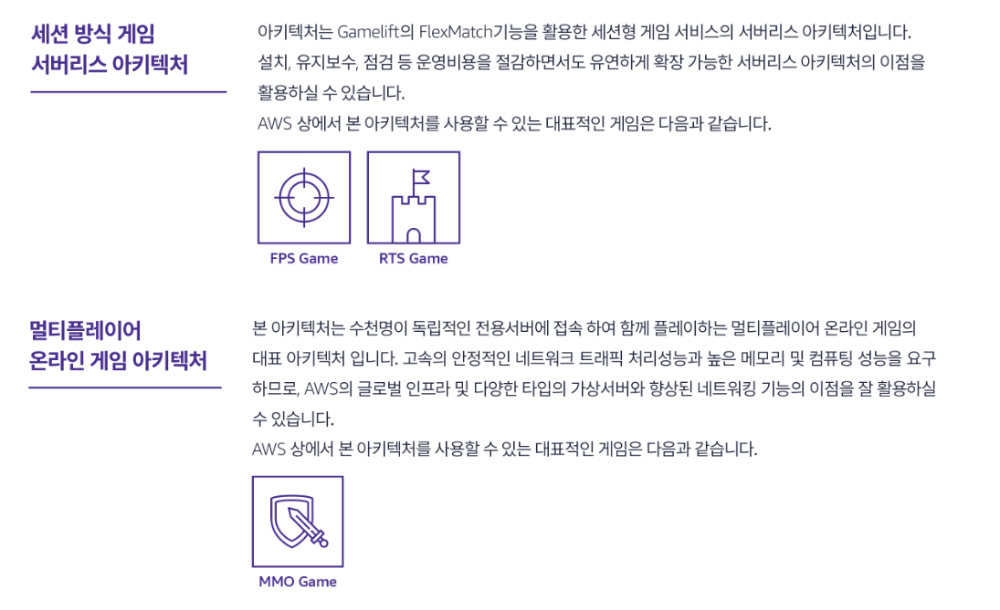 세션 방식 게임
서버리스 아키텍처
아키텍처는 Gamelift의 FlexMatch기능을 활용한 세션형 게임 서비스의 서버리스 아키텍처입니다.
설치, 유지보수, 점검 등 운영비용을 절감하면서도 유연하게 확장 가능한 서버리스 아키텍처의 이점을
활용하실 수 있습니다.
AWS 상에서 본 아키텍처를 사용할 수 있는 대표적인 게임은 다음과 같습니다.
FPS Game
RTS Game
멀티플레이어
온라인 게임 아키텍처
본 아키텍처는 수천명이 독립적인 전용서버에 접속 하여 함께 플레이하는 멀티플레이어 온라인 게임의
대표 아키텍처 입니다. 고속의 안정적인 네트워크 트래픽 처리성능과 높은 메모리 및 컴퓨팅 성능을 요구
하므로, AWS의 글로벌 인프라 및 다양한 타입의 가상서버와 향상된 네트워킹 기능의 이점을 잘 활용하실
수 있습니다.
AWS 상에서 본 아키텍처를 사용할 수 있는 대표적인 게임은 다음과 같습니다.
MMO Game